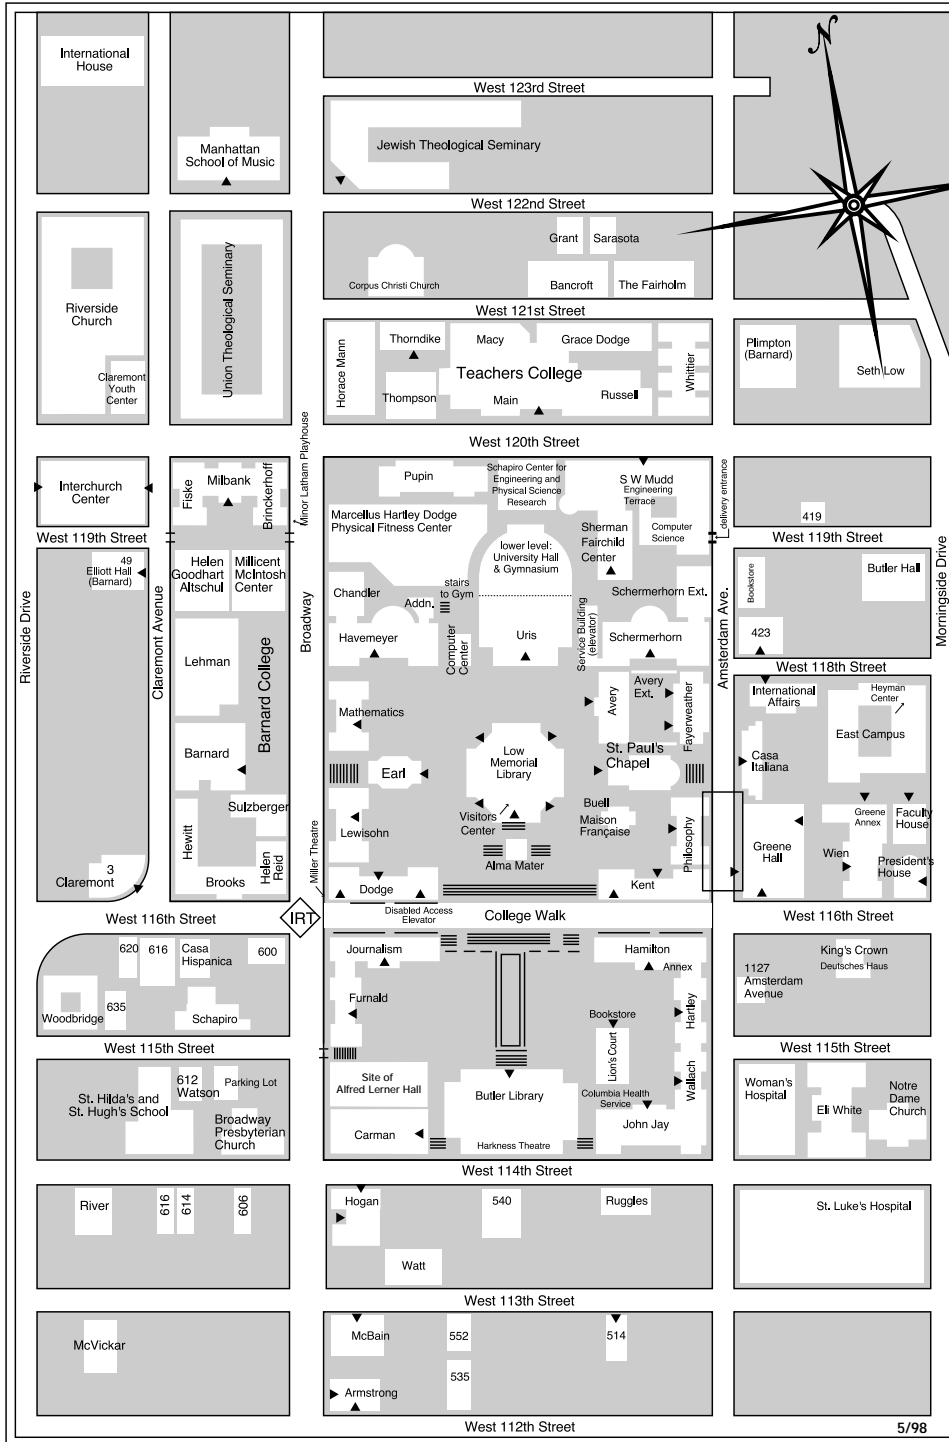 N
International
House
West 123rd Street
Manhattan
School of Music
Jewish Theological Seminary
West 122nd Street
Grant
Sarasota
Corpus Christi Church
Bancroft
The Fairholm
Riverside
Church
Claremont
Youth
Center
Union Theological Seminary
West 121st Street
Horace Mann
Thorndike
Macy
Grace Dodge
Teachers College
Thompson
Main
Russell
Whittier
Plimpton
(Barnard)
Seth Low
West 120th Street
Interchurch
Center
West 119th Street
Fiske
Milbank
Brinckerhoff
Minor Latham Playhouse
Pupin
Schapiro Center for
Engineering and
Physical Science
Research
S W Mudd
Engineering
Terrace
Computer
Science
delivery entrance
419
West 119th Street
Marcellus Hartley Dodge
Physical Fitness Center
lower level:
University Hall
& Gymnasium
Sherman
Fairchild
Center
49
Elliott Hall
(Barnard)
Helen
Goodhart
Altschul
Millicent
McIntosh
Center
Chandler
stairs
to Gym
Addn.
Schermerhorn Ext.
Bookstore
Butler Hall
423
Riverside Drive
Claremont Avenue
Barnard College
Broadway
Amsterdam Ave.
Morningside Drive
Havemeyer
Computer
Center
Uris
Service Building
(elevator)
Schermerhorn
West 118th Street
Lehman
Mathematics
Avery
Avery
Ext.
Fayerweather
International
Affairs
Heyman
Center
East Campus
Casa
Italiana
Barnard
Earl
Low
Memorial
Library
St. Paul's
Chapel
Sulzberger
Hewitt
Helen
Reid
Brooks
Lewisohn
Visitors
Center
Buell
Maison
Française
Philosophy
Greene
Hall
Greene
Annex
Faculty
House
Wien
President's
House
3
Claremont
Miller Theatre
Dodge
Alma Mater
Kent
West 116th Street
IRT
Disabled Access
Elevator
College Walk
West 116th Street
620
616
Casa
Hispanica
600
Woodbridge
635
Schapiro
Journalism
Furnald
Hamilton
Annex
Hartley
Bookstore
Lion's Court
1127
Amsterdam
Avenue
King's Crown
Deutsches Haus
West 115th Street
West 115th Street
St. Hilda's and
St. Hugh's School
612
Watson
Parking Lot
Broadway
Presbyterian
Church
Site of
Alfred Lerner Hall
Carman
Butler Library
Harkness Theatre
Columbia Health
Service
John Jay
Wallach
Woman's
Hospital
Eli White
Notre
Dame
Church
West 114th Street
River
616
614
606
Hogan
540
Ruggles
Watt
St. Luke's Hospital
West 113th Street
McVickar
McBain
552
514
535
Armstrong
West 112th Street
5/98